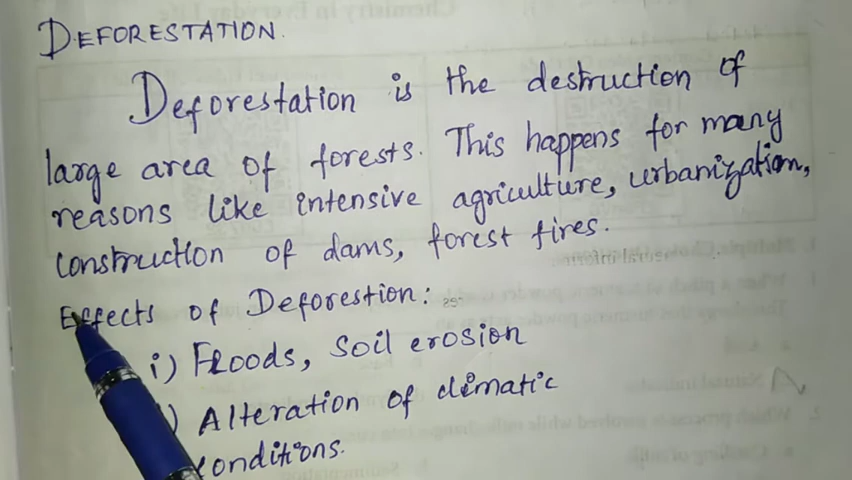 DEFORESTATION.
Deforestation is the destruction of
large area of forests. This happens for many
reasons like intensive agriculture, urbanization,
construction of dams, forest fires.
Effects of Deforestion:
i) Floods, Soil erosion
) Alteration of climatic
conditions.